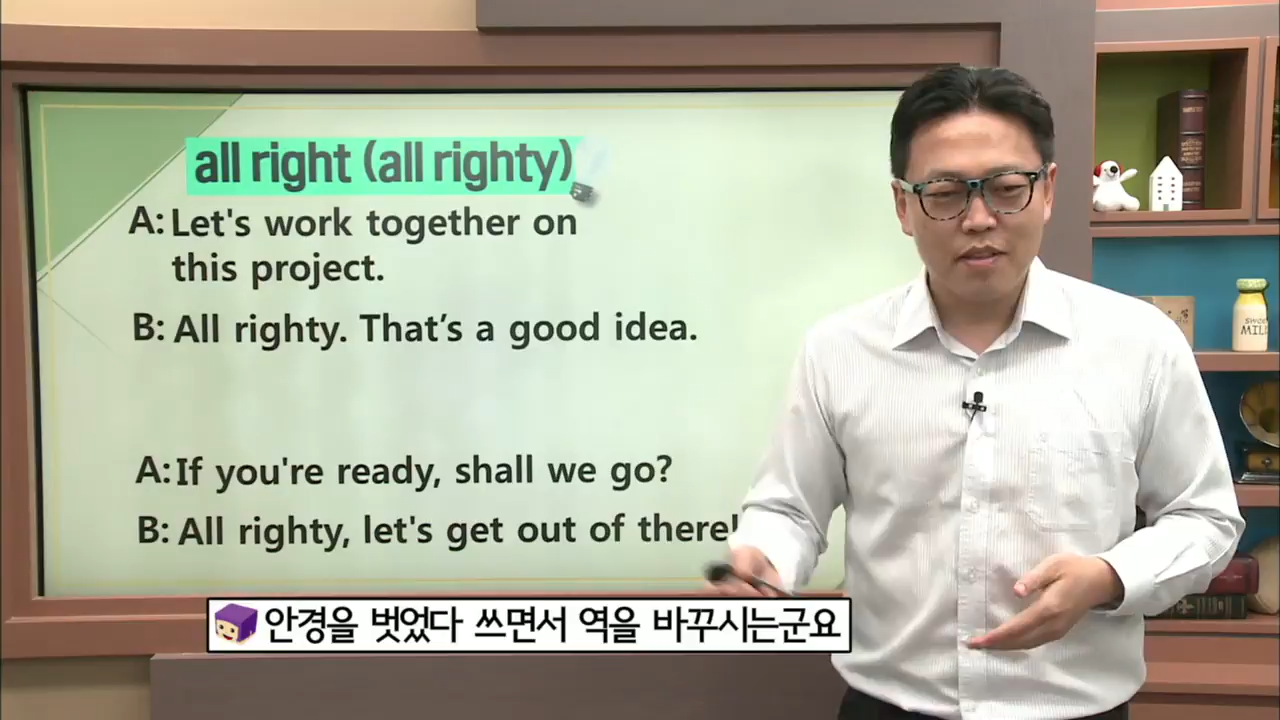 all right (all righty)
A: Let's work together on
this project.
B: All righty. That's a good idea.
A: If you're ready, shall we go?
B: All righty, let's get out of there!
안경을 벗었다 쓰면서 역을 바꾸시는군요
MILK